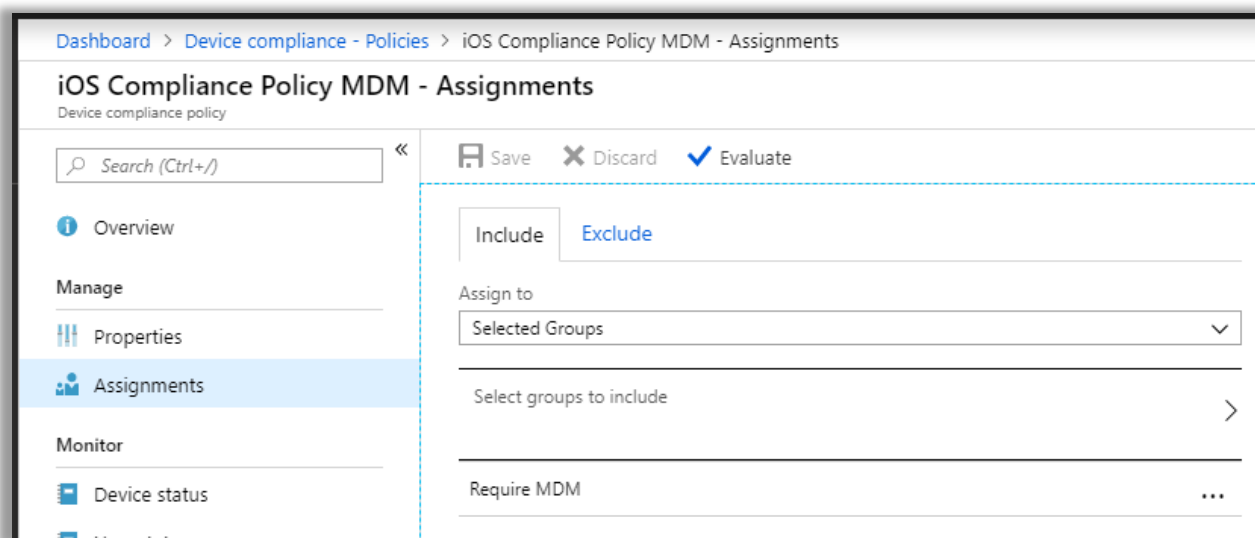 Dashboard > Device compliance - Policies > iOS Compliance Policy MDM - Assignments
iOS Compliance Policy MDM - Assignments
Device compliance policy
Search (Ctrl+/)
«
Overview
Manage
Properties
Assignments
Monitor
Device status
Save Discard Evaluate
Include Exclude
Assign to
Selected Groups
Select groups to include
Require MDM
...